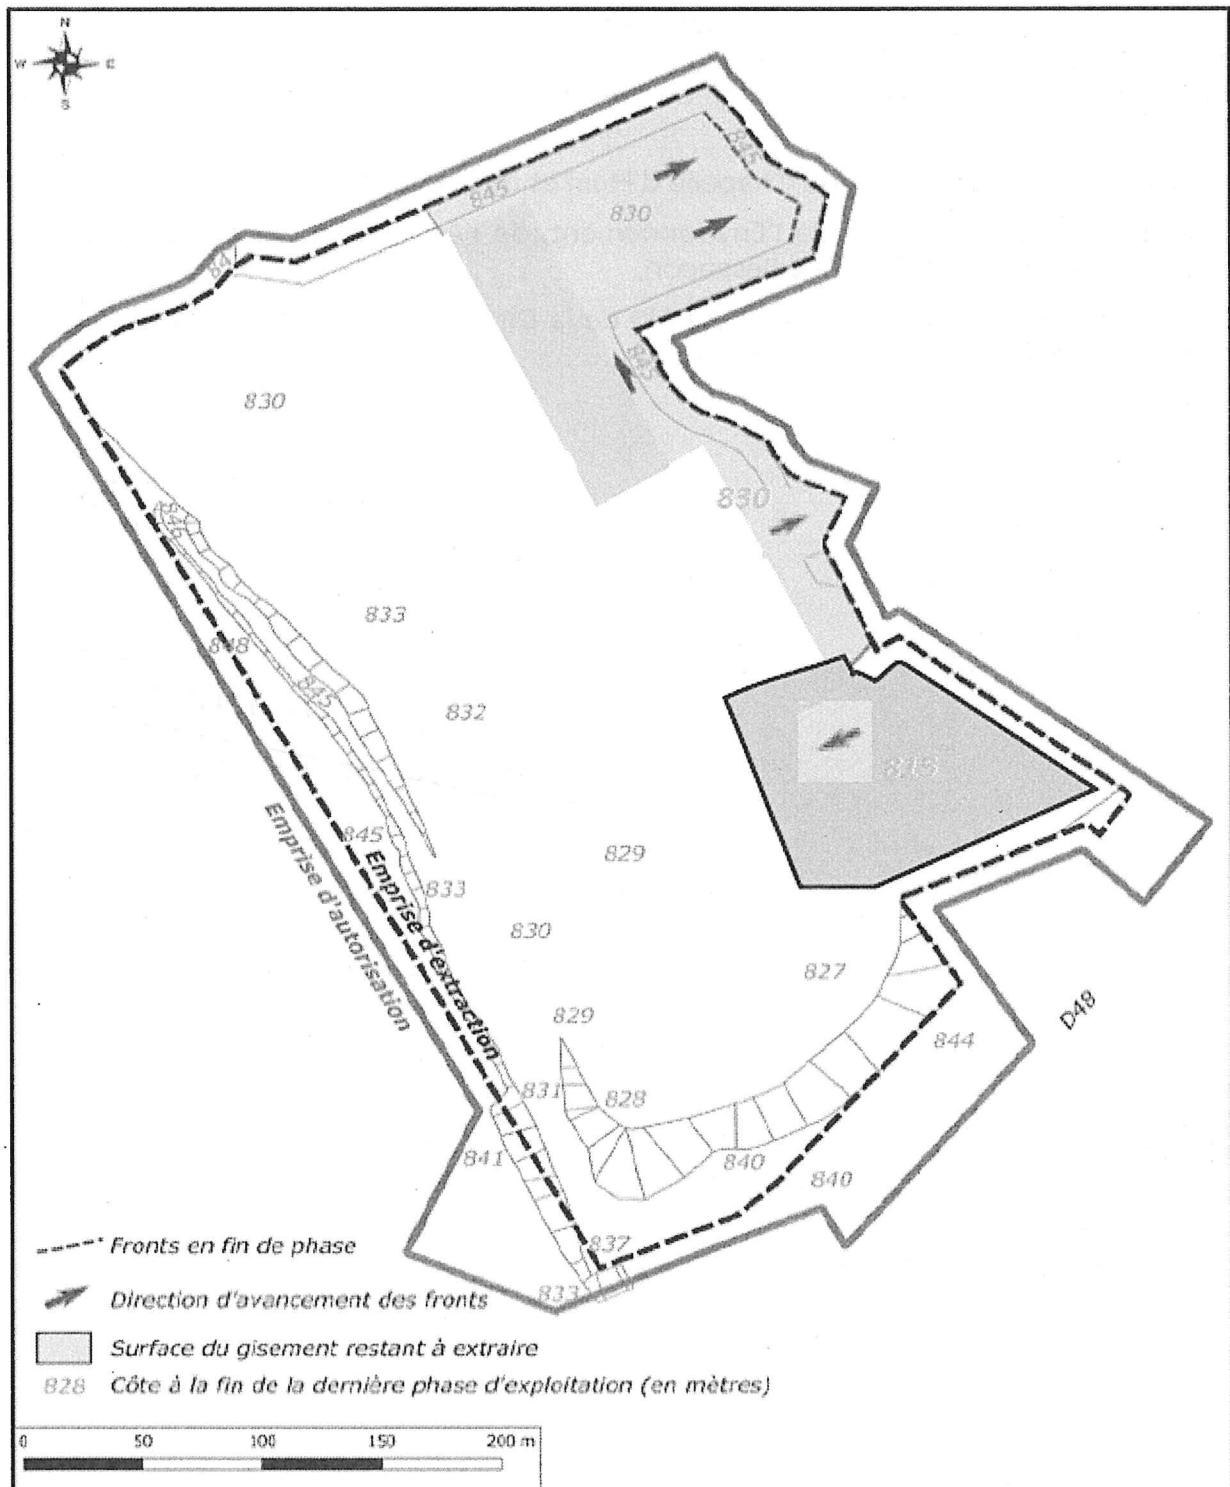 N
W E
S
845
845
830
84
845
830
830
846
833
848
845
832
845
829
833
830
827
829
D48
844
831
828
841
840
840
837
833
Emprise d'autorisation
Emprise d'extraction
Fronts en fin de phase
Direction d'avancement des fronts
Surface du gisement restant à extraire
828 Côte à la fin de la dernière phase d'exploitation (en mètres)
0 50 100 150 200 m